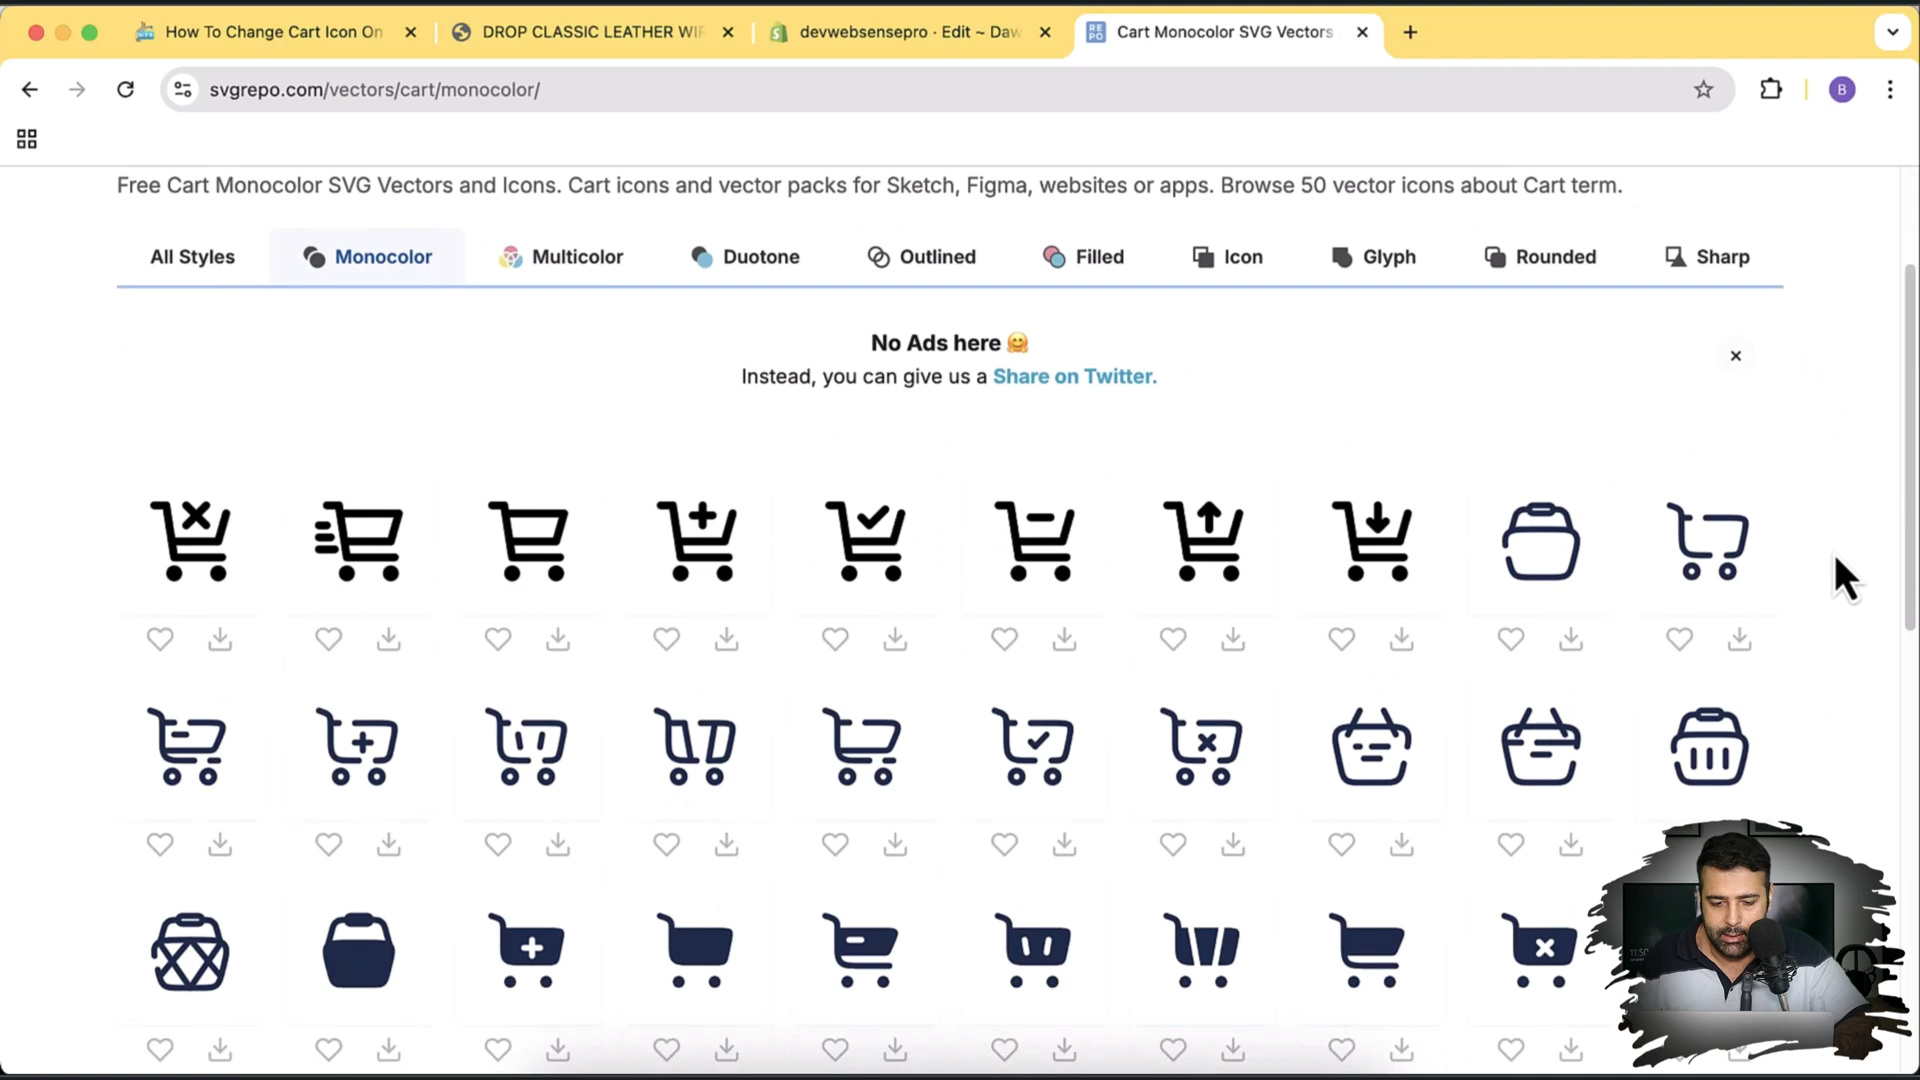 How To Change Cart Icon On
DROP CLASSIC LEATHER WIF
devwebsensepro · Edit ~ Daw
Cart Monocolor SVG Vectors
svgrepo.com/vectors/cart/monocolor/
B
Free Cart Monocolor SVG Vectors and Icons. Cart icons and vector packs for Sketch, Figma, websites or apps. Browse 50 vector icons about Cart term.
All Styles
Monocolor
Multicolor
Duotone
Outlined
Filled
Icon
Glyph
Rounded
Sharp
No Ads here 🤗
Instead, you can give us a Share on Twitter.
11:50